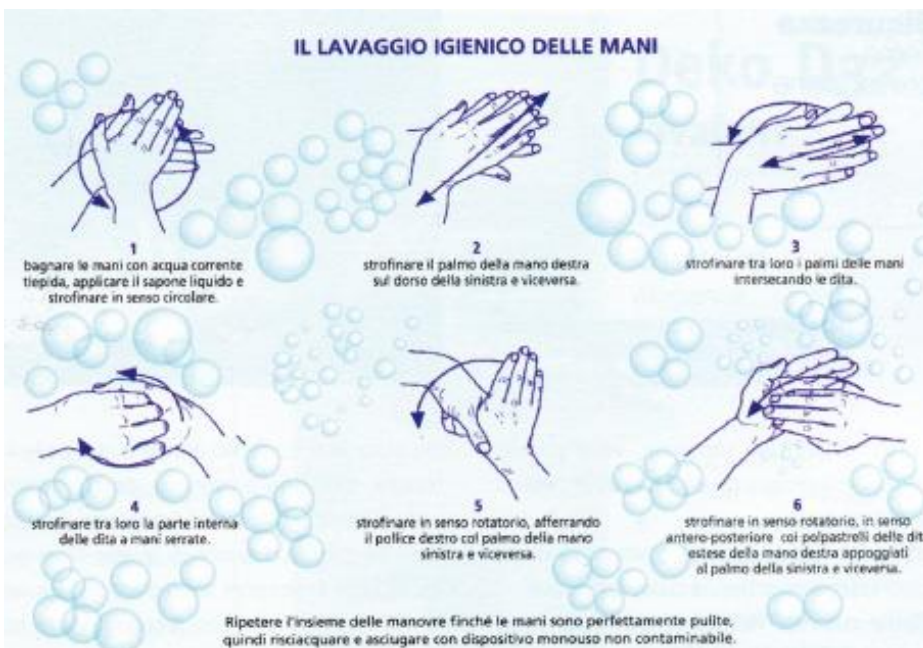 IL LAVAGGIO IGIENICO DELLE MANI
1
bagnare le mani con acqua corrente
tiepida, applicare il sapone liquido e
strofinare in senso circolare.
2
strofinare il palmo della mano destra
sul dorso della sinistra e viceversa.
3
strofinare tra loro i palmi delle mani
intersecando le dita.
4
strofinare tra loro la parte interna
delle dita a mani serrate.
5
strofinare in senso rotatorio, afferrando
il pollice destro col palmo della mano
sinistra e viceversa.
6
strofinare in senso rotatorio, in senso
antero-posteriore coi polpastrelli delle dit
estese della mano destra appoggiati
al palmo della sinistra e viceversa.
Ripetere l'insieme delle manovre finché le mani sono perfettamente pulite,
quindi risciacquare e asciugare con dispositivo monouso non contaminabile.